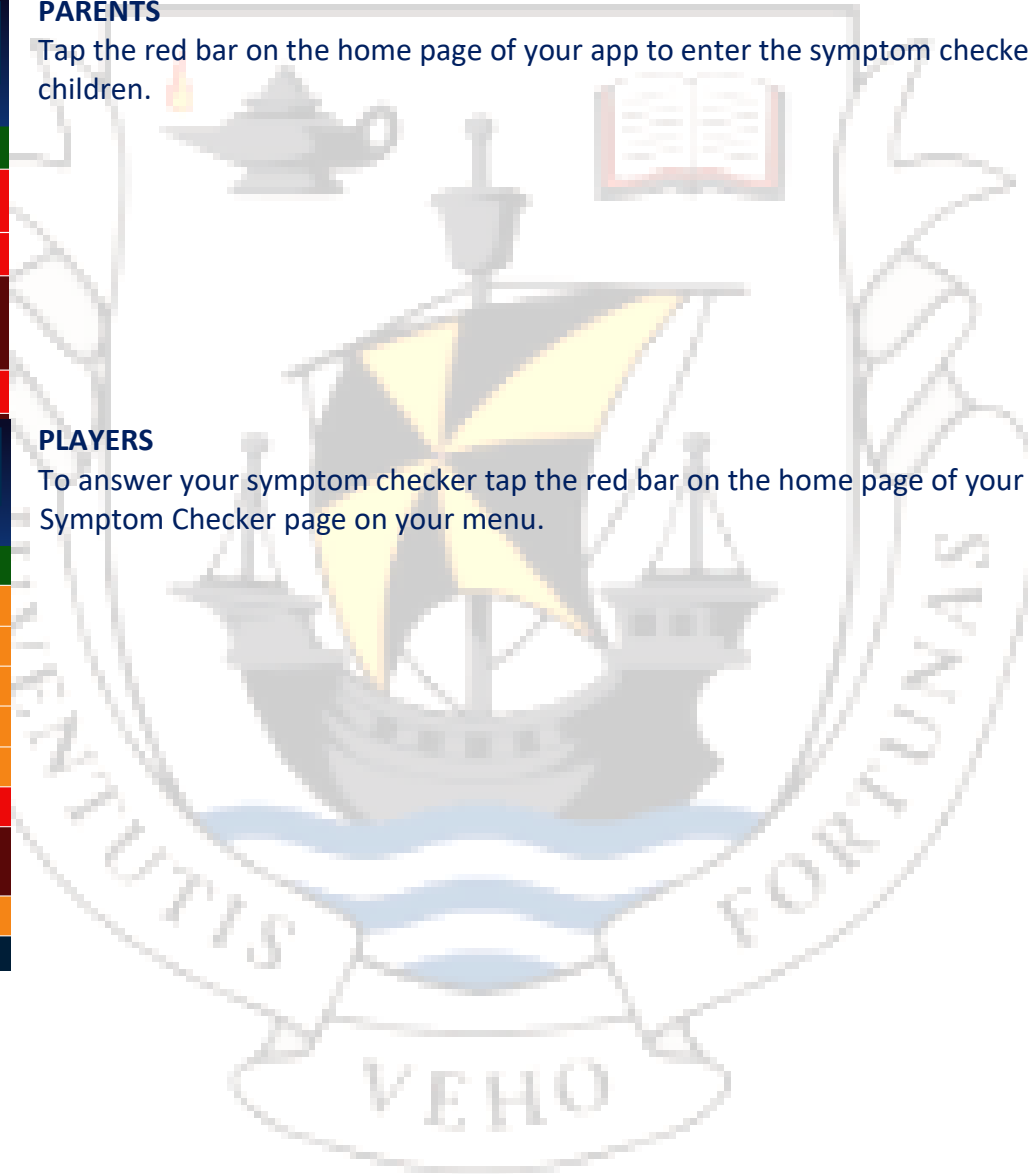 PARENTS
Tap the red bar on the home page of your app to enter the symptom checke
children.
PLAYERS
To answer your symptom checker tap the red bar on the home page of your
Symptom Checker page on your menu.
FORTUNAS
VEHO